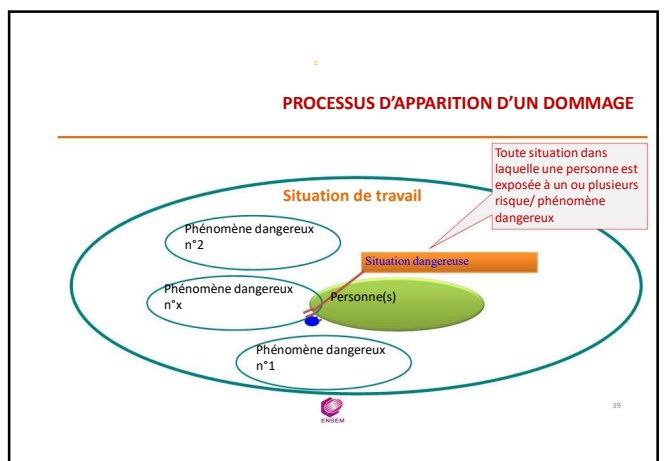 c
PROCESSUS D'APPARITION D'UN DOMMAGE
Toute situation dans
laquelle une personne est
exposée à un ou plusieurs
risque/ phénomène
dangereux
Situation de travail
Phénomène dangereux
n°2
Situation dangereuse
Phénomène dangereux
n°x
Personne(s)
Phénomène dangereux
n°1
ENSEM
39